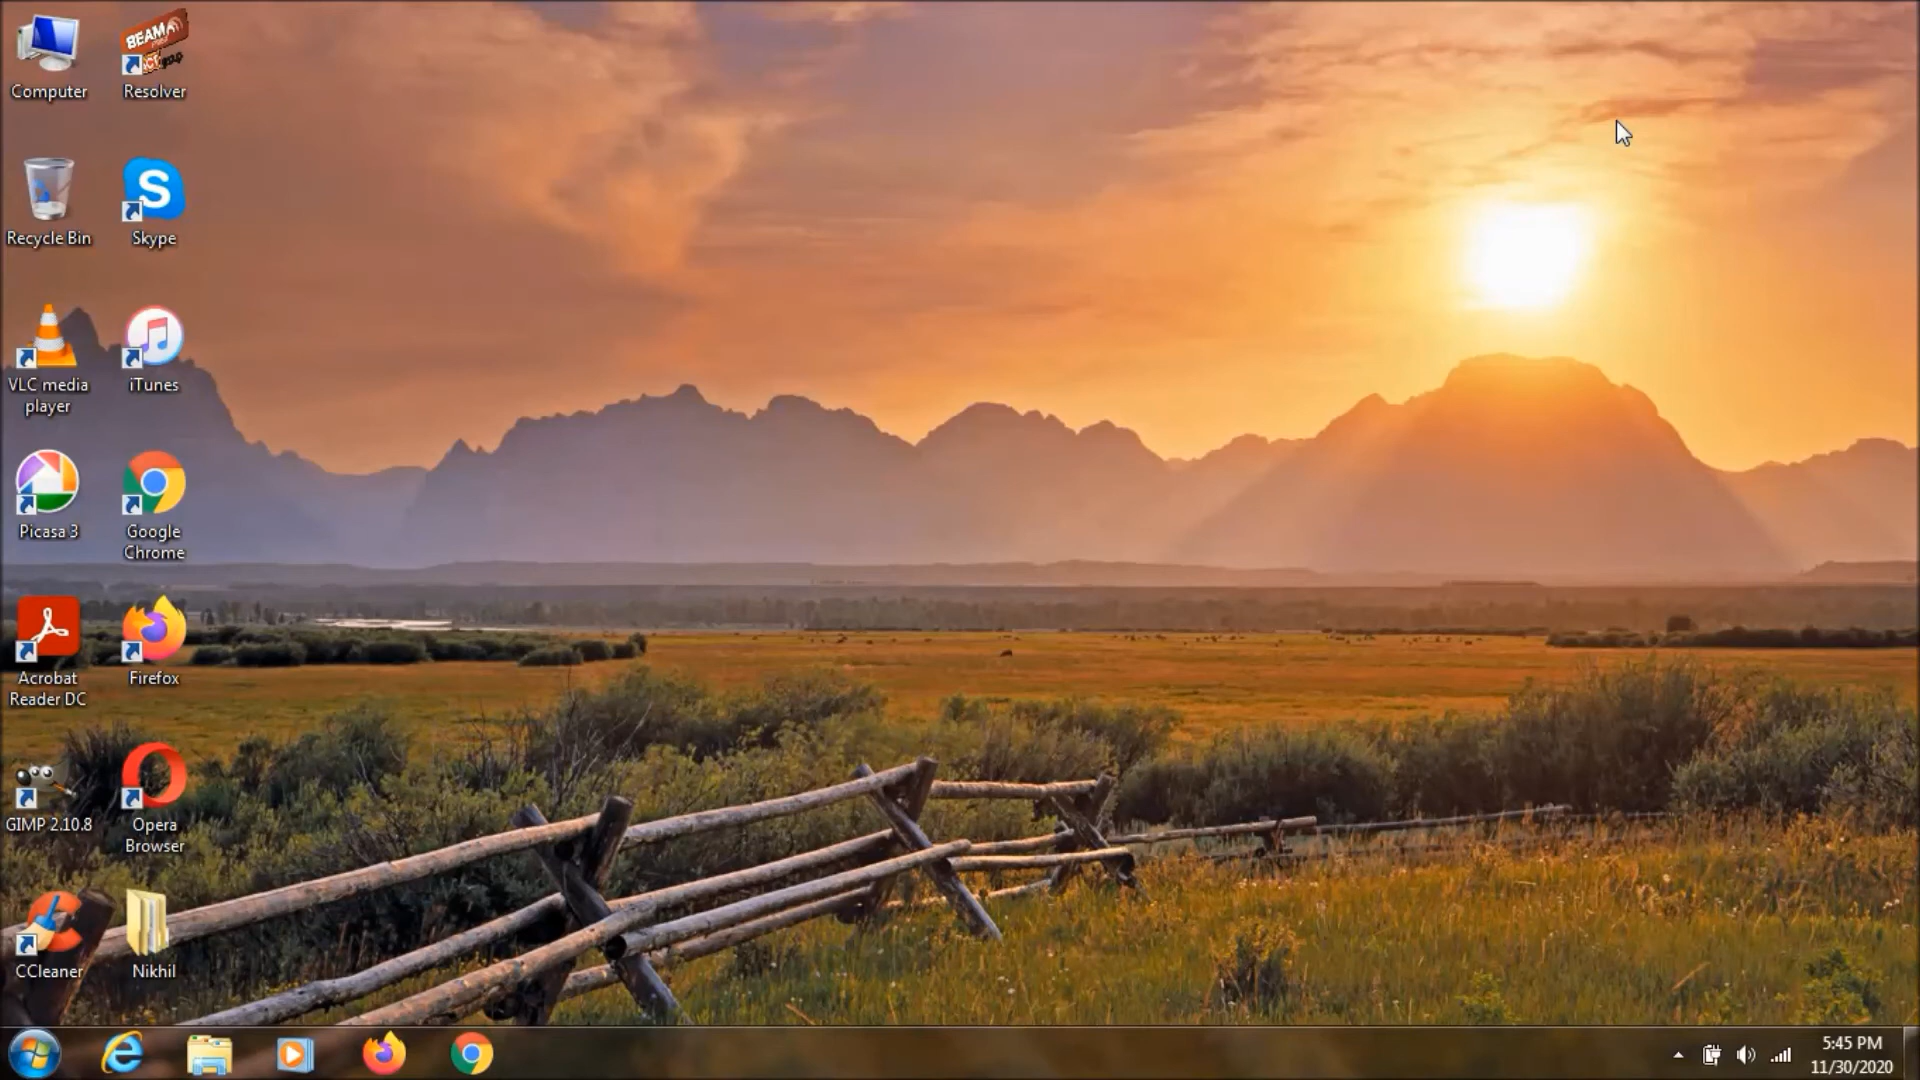 Computer
BEAMA
Resolver
Recycle Bin
S
Skype
VLC media
player
iTunes
Picasa 3
Google
Chrome
Acrobat
Reader DC
Firefox
GIMP 2.10.8
Opera
Browser
CCleaner
Nikhil
5:45 PM
11/30/2020